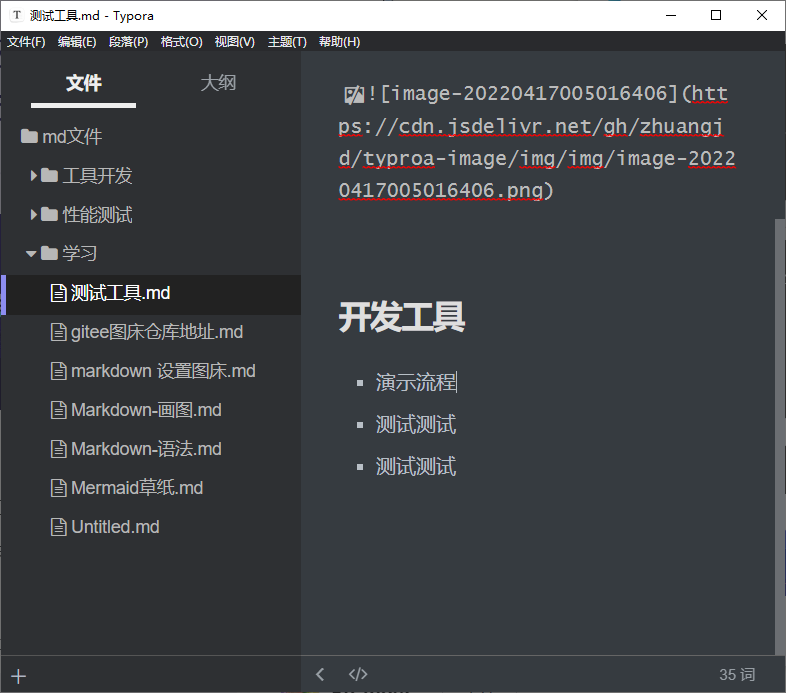 T 测试工具.md - Typora
文件(F) 编辑(E) 段落(P) 格式(O) 视图(V) 主题(T) 帮助(H)
文件 大纲
md文件
工具开发
性能测试
学习
测试工具.md
gitee图床仓库地址.md
markdown 设置图床.md
Markdown-画图.md
Markdown-语法.md
Mermaid草纸.md
Untitled.md
![image-20220417005016406](htt
ps://cdn.jsdelivr.net/gh/zhuangj
d/typroa-image/img/img/image-2022
0417005016406.png)
开发工具
演示流程
测试测试
测试测试
35 词